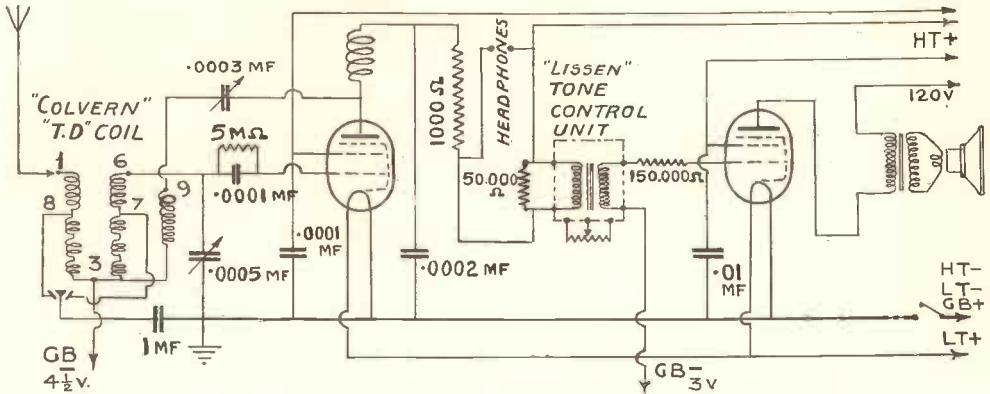 .0003 MF
"COLVERN"
"T.D" COIL
5MΩ
.0001 MF
1
6
9
8
7
3
.0005 MF
.0001
MF
1 MF
GB
-
4½ V.
1000 Ω
HEADPHONES
.0002 MF
50.000
Ω
"LISSEN"
TONE
CONTROL
UNIT
150.000Ω
.01
MF
GB-
3V
HT+
120V
HT-
LT-
GB+
LT+